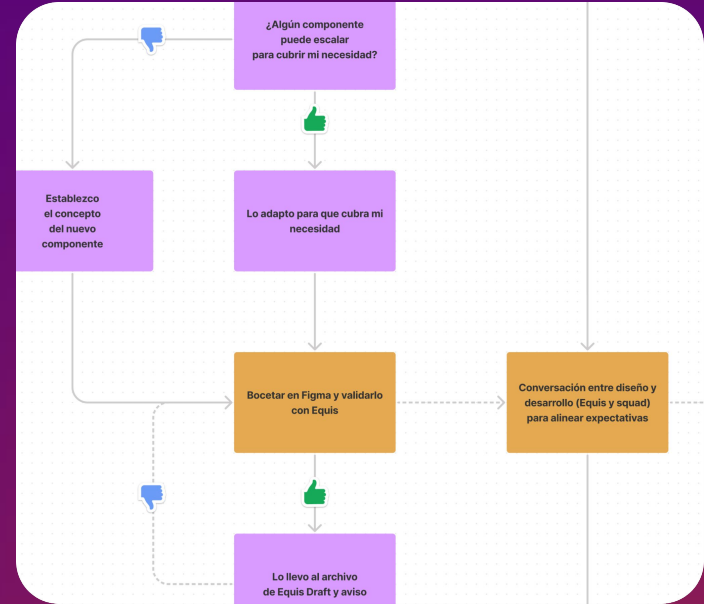 ¿Algún componente
puede escalar
para cubrir mi necesidad?
Establezco
el concepto
del nuevo
componente
Lo adapto para que cubra mi
necesidad
Bocetar en Figma y validarlo
con Equis
Conversación entre diseño y
desarrollo (Equis y squad)
para alinear expectativas
Lo llevo al archivo
de Equis Draft y aviso